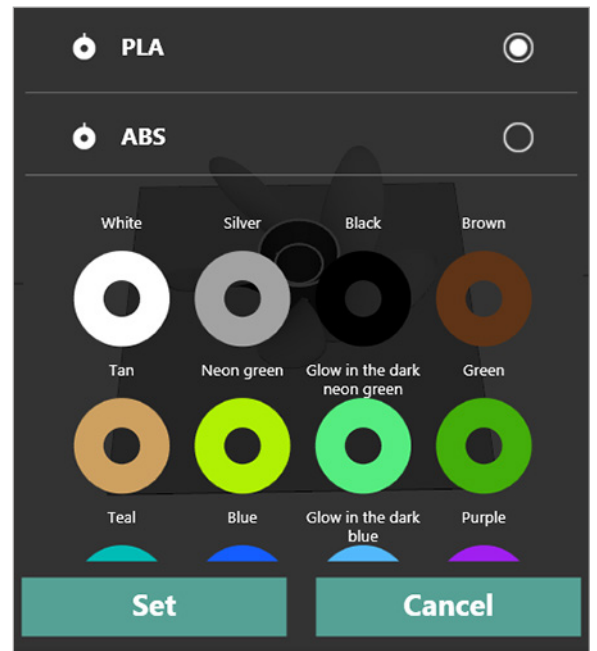 PLA
ABS
White Silver Black Brown
Tan Neon green Glow in the dark Green
neon green
Teal Blue Glow in the dark Purple
blue
Set Cancel